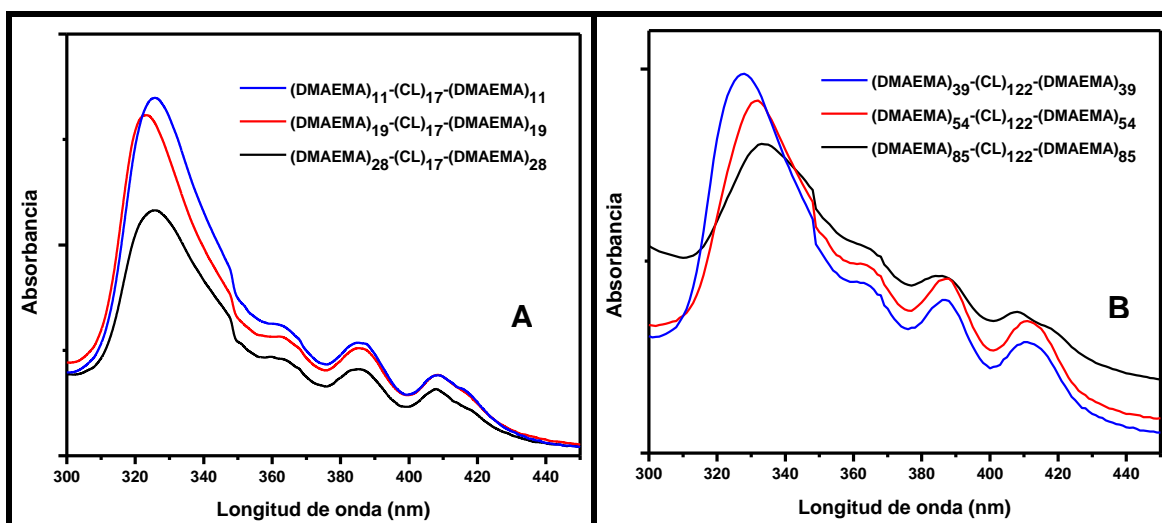 (DMAEMA)11-(CL)17-(DMAEMA)11
(DMAEMA)19-(CL)17-(DMAEMA)19
(DMAEMA)28-(CL)17-(DMAEMA)28
Absorbancia
A
300 320 340 360 380 400 420 440
Longitud de onda (nm)
(DMAEMA)39-(CL)122-(DMAEMA)39
(DMAEMA)54-(CL)122-(DMAEMA)54
(DMAEMA)85-(CL)122-(DMAEMA)85
Absorbancia
B
300 320 340 360 380 400 420 440
Longitud de onda (nm)